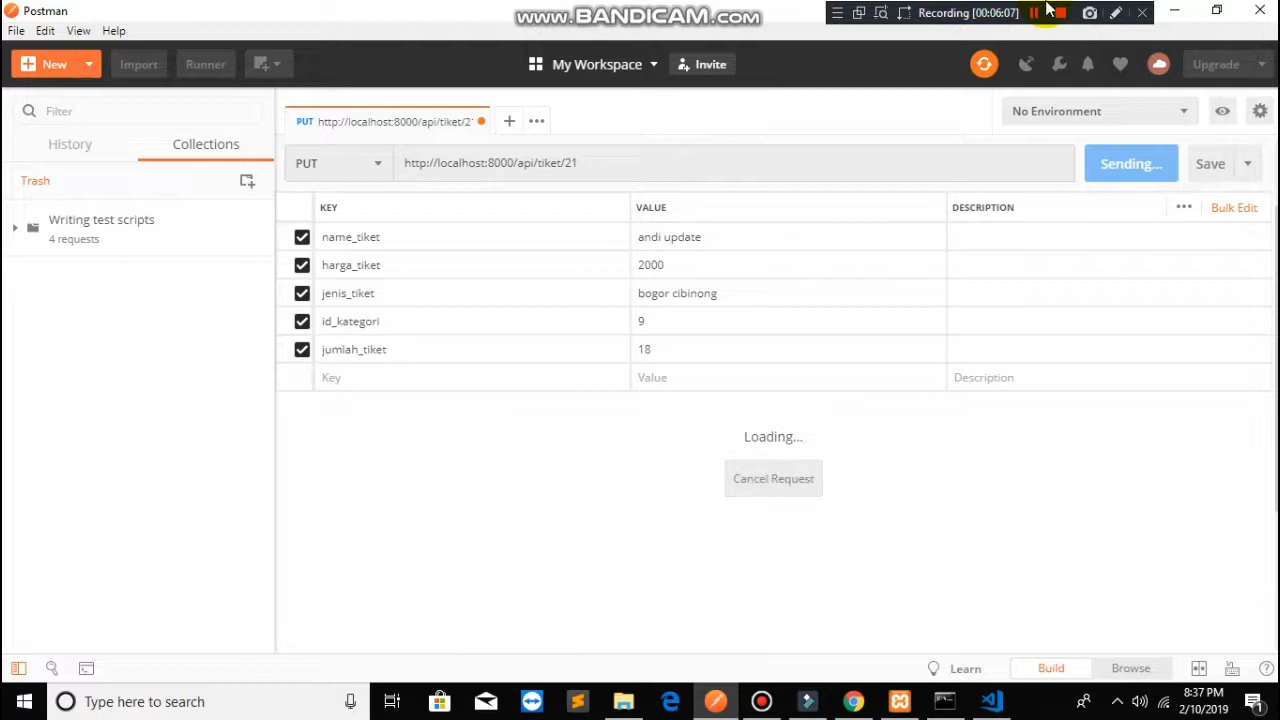 Postman
www.BANDICAM.com
Recording [00:06:07]
File Edit View Help
New
Import
Runner
My Workspace
Invite
Upgrade
Filter
History
Collections
Trash
Writing test scripts
4 requests
PUT http://localhost:8000/api/tiket/2
No Environment
PUT
http://localhost:8000/api/tiket/21
Sending...
Save
KEY VALUE DESCRIPTION
Bulk Edit
name_tiket andi update
harga_tiket 2000
jenis_tiket bogor cibinong
id_kategori 9
jumlah_tiket 18
Key Value Description
Loading...
Cancel Request
Learn
Build
Browse
Type here to search
8:37 PM
2/10/2019
1